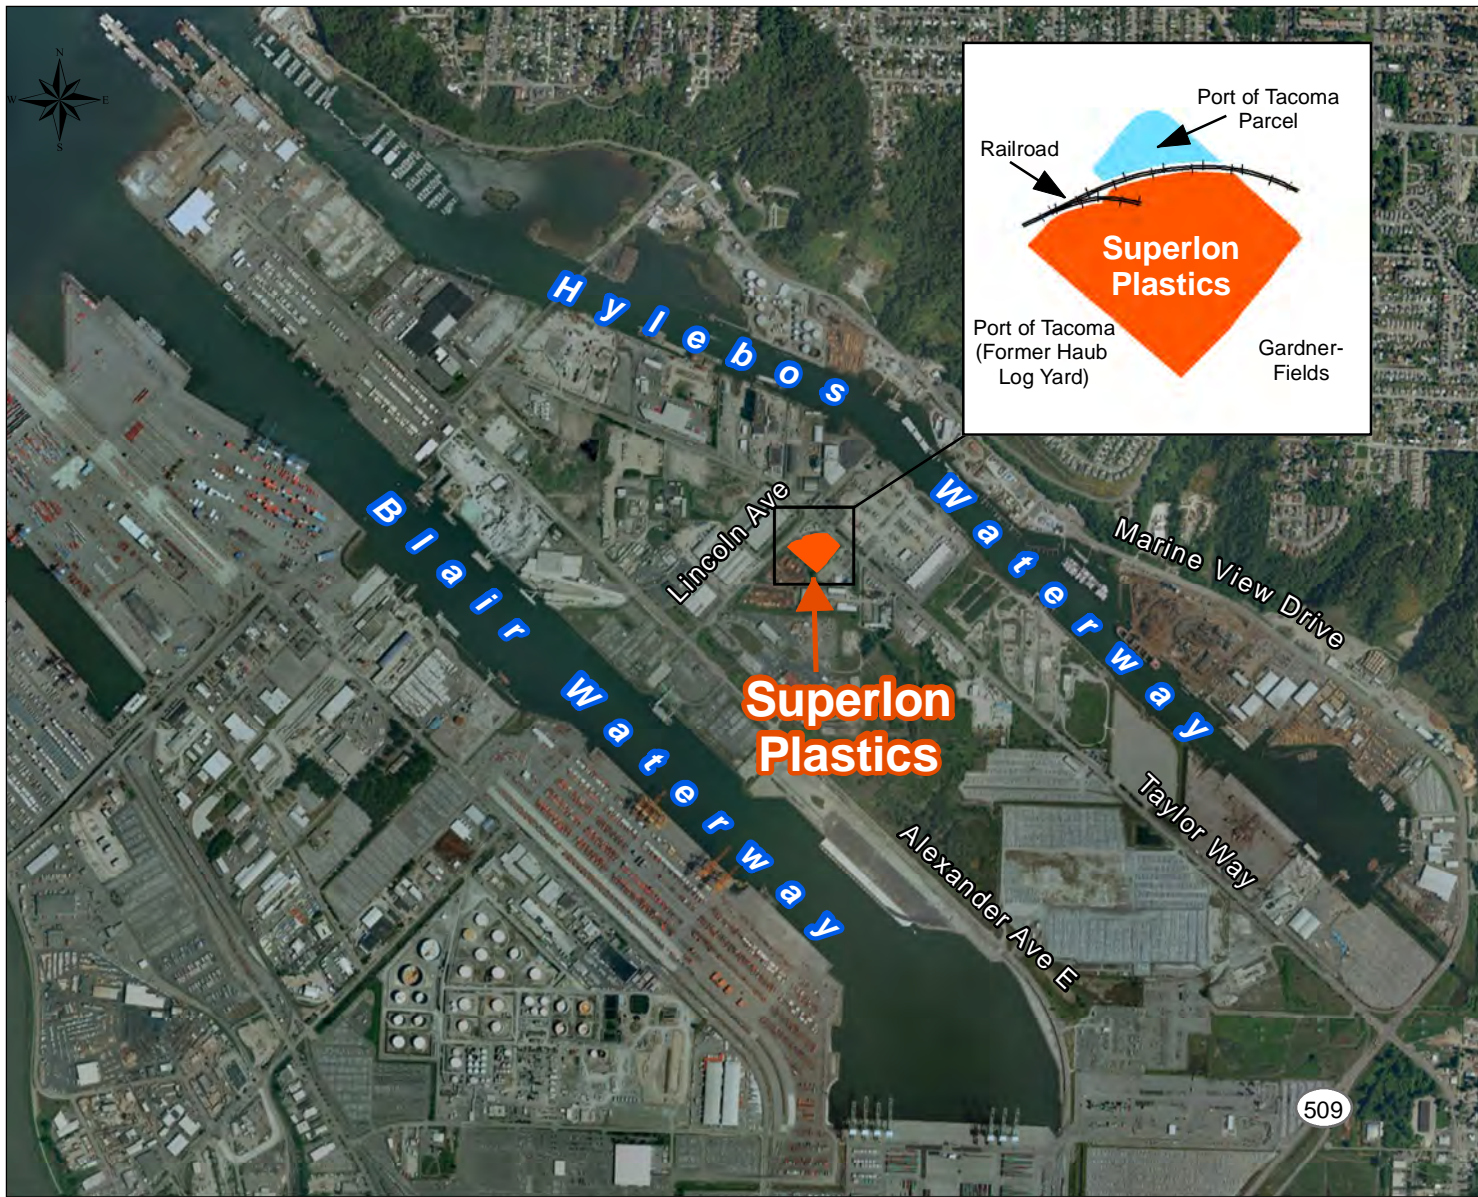 N
W
E
S
Port of Tacoma
Parcel
Railroad
Superlon
Plastics
Port of Tacoma
(Former Haub
Log Yard)
Gardner-
Fields
Hylebos Waterway
Blair Waterway
Lincoln Ave
Marine View Drive
Superlon
Plastics
Taylor Way
Alexander Ave E
509